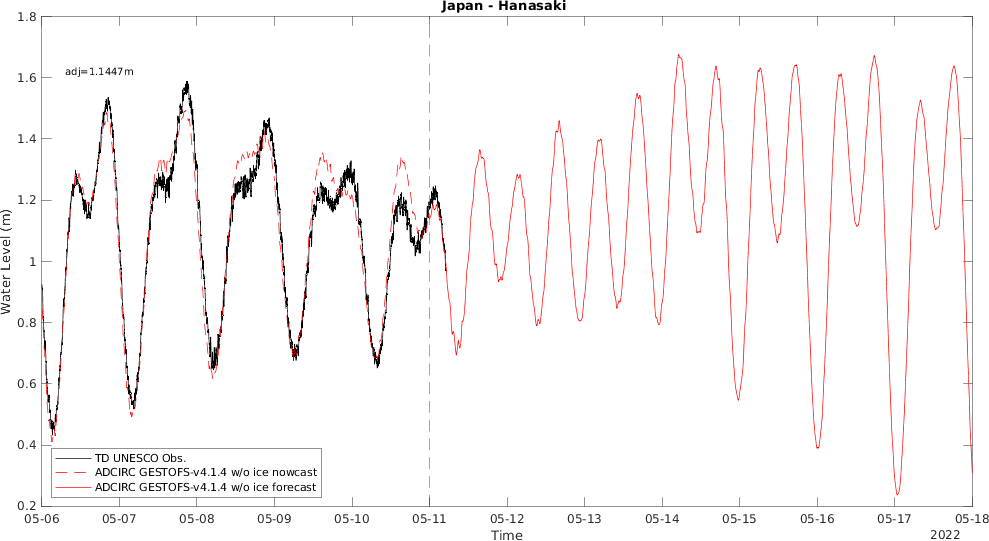 Japan - Hanasaki
1.8
1.6
1.4
1.2
1
0.8
0.6
0.4
0.2
Water Level (m)
adj=1.1447m
TD UNESCO Obs.
ADCIRC GESTOFS-v4.1.4 w/o ice nowcast
ADCIRC GESTOFS-v4.1.4 w/o ice forecast
05-06 05-07 05-08 05-09 05-10 05-11 05-12 05-13 05-14 05-15 05-16 05-17 05-18
Time
2022